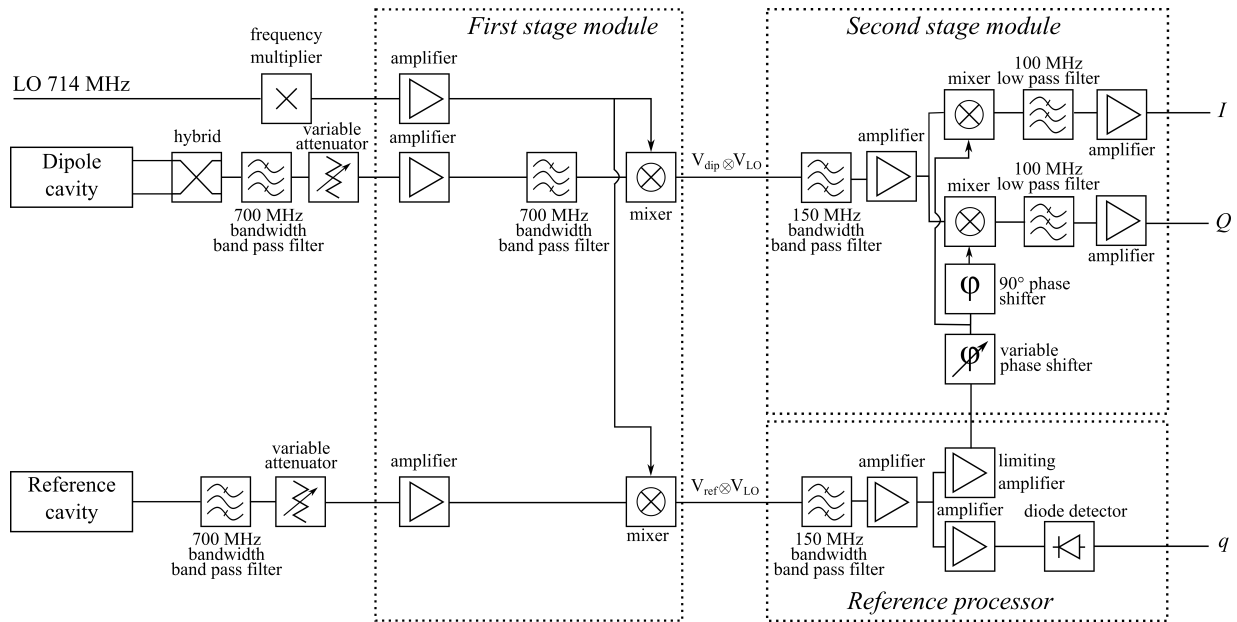 First stage module
Second stage module
frequency
multiplier
LO 714 MHz
amplifier
hybrid
variable
attenuator
amplifier
Dipole
cavity
700 MHz
bandwidth
band pass filter
700 MHz
bandwidth
band pass filter
mixer
V_dip⊗V_LO
150 MHz
bandwidth
band pass filter
amplifier
mixer
100 MHz
low pass filter
amplifier
I
mixer
100 MHz
low pass filter
amplifier
Q
φ
90° phase
shifter
φ
variable
phase shifter
Reference
cavity
700 MHz
bandwidth
band pass filter
variable
attenuator
amplifier
mixer
V_ref⊗V_LO
150 MHz
bandwidth
band pass filter
amplifier
limiting
amplifier
amplifier
diode detector
q
Reference processor